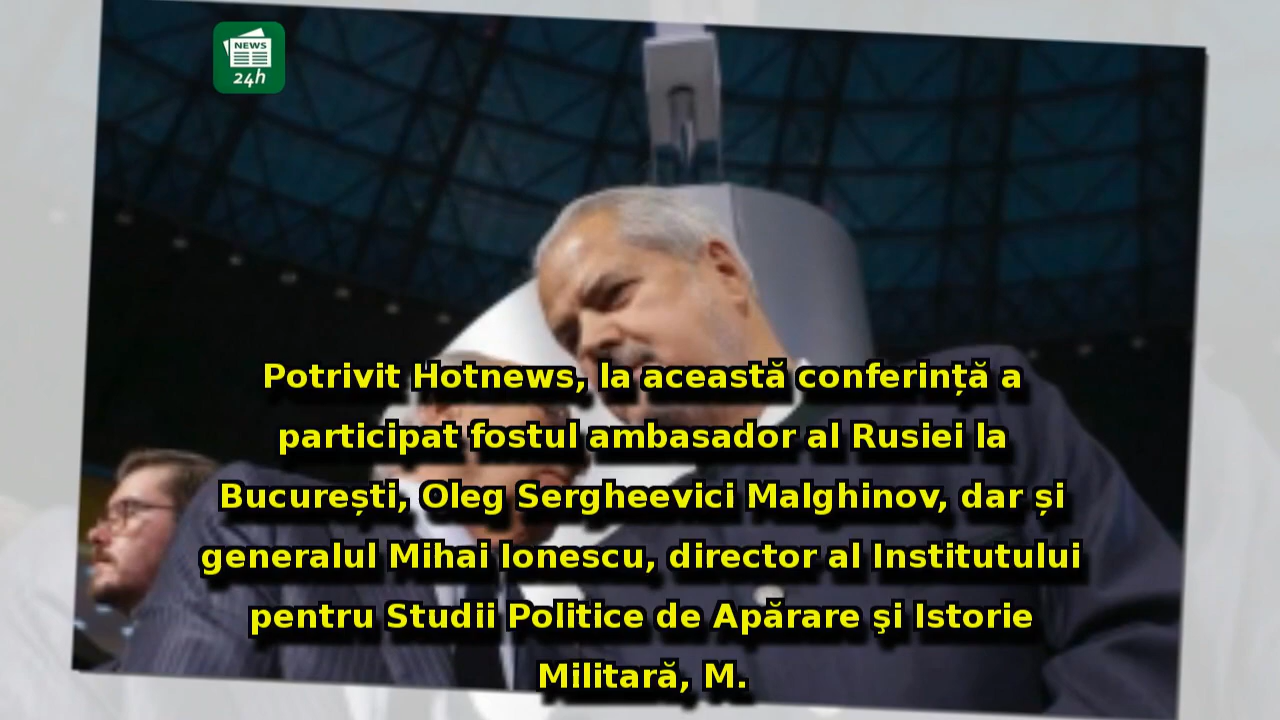 NEWS
24h
Potrivit Hotnews, la această conferință a
participat fostul ambasador al Rusiei la
București, Oleg Sergheevici Malghinov, dar și
generalul Mihai Ionescu, director al Institutului
pentru Studii Politice de Apărare şi Istorie
Militară, M.